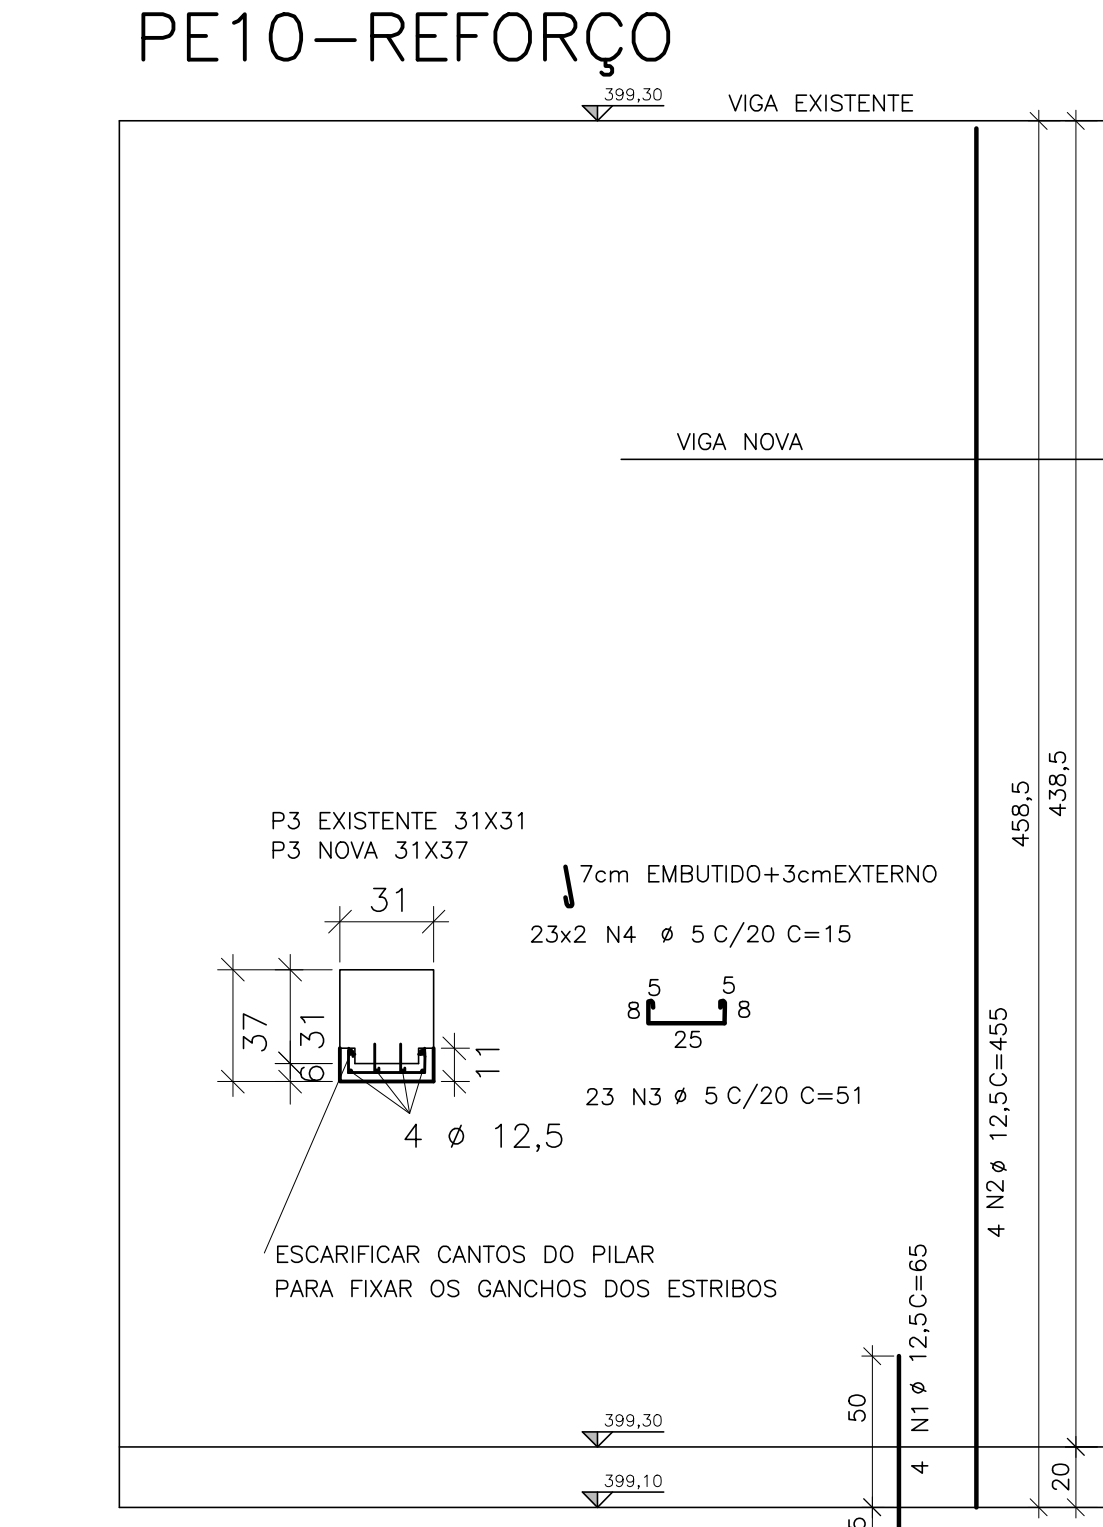 PE10-REFORÇO
399,30
VIGA EXISTENTE
VIGA NOVA
458,5
438,5
P3 EXISTENTE 31X31
P3 NOVA 31X37
31
37
31
6
11
4 ø 12,5
7cm EMBUTIDO+3cmEXTERNO
23x2 N4 ø 5 C/20 C=15
5
5
8
8
25
23 N3 ø 5 C/20 C=51
4 N2 ø 12,5C=455
ESCARIFICAR CANTOS DO PILAR
PARA FIXAR OS GANCHOS DOS ESTRIBOS
4 N1 ø 12,5C=65
50
399,30
399,10
20